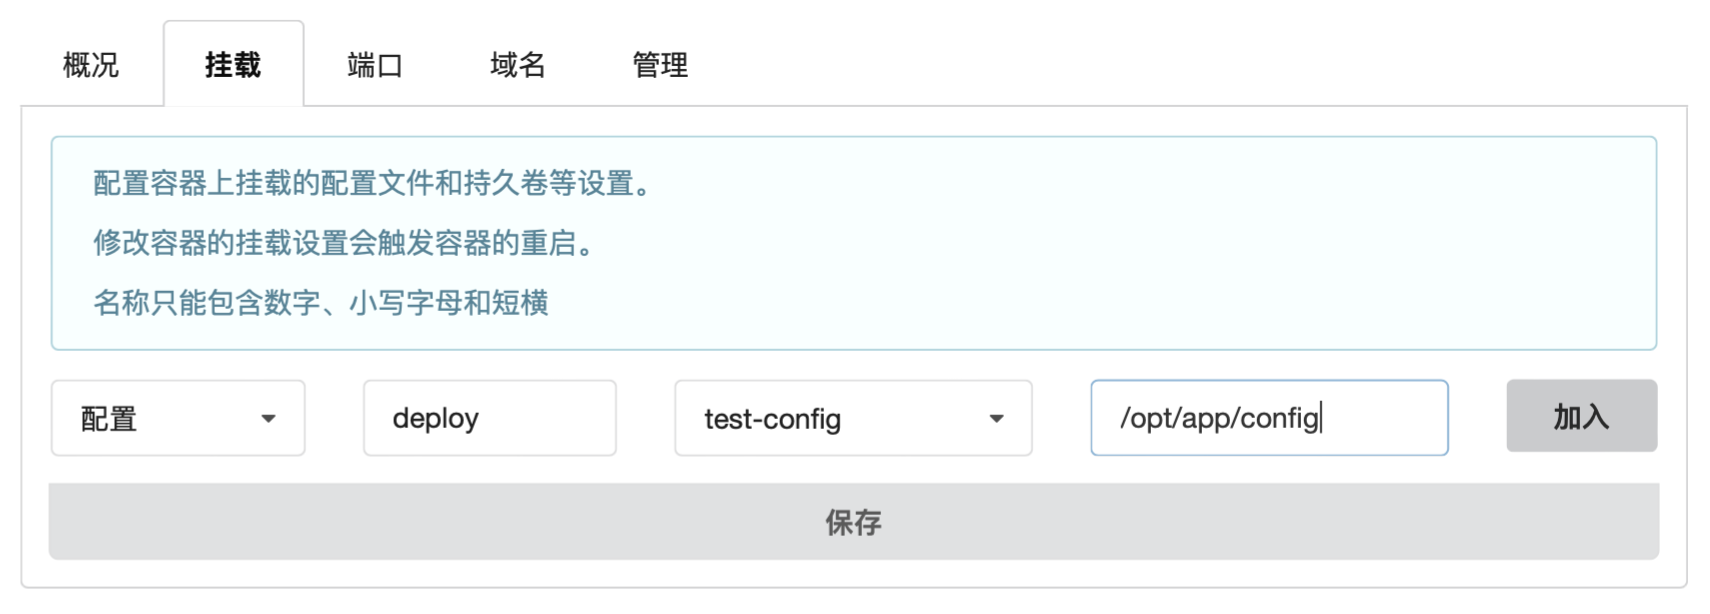 概况 挂载 端口 域名 管理
配置容器上挂载的配置文件和持久卷等设置。
修改容器的挂载设置会触发容器的重启。
名称只能包含数字、小写字母和短横
配置 deploy test-config /opt/app/config 加入
保存